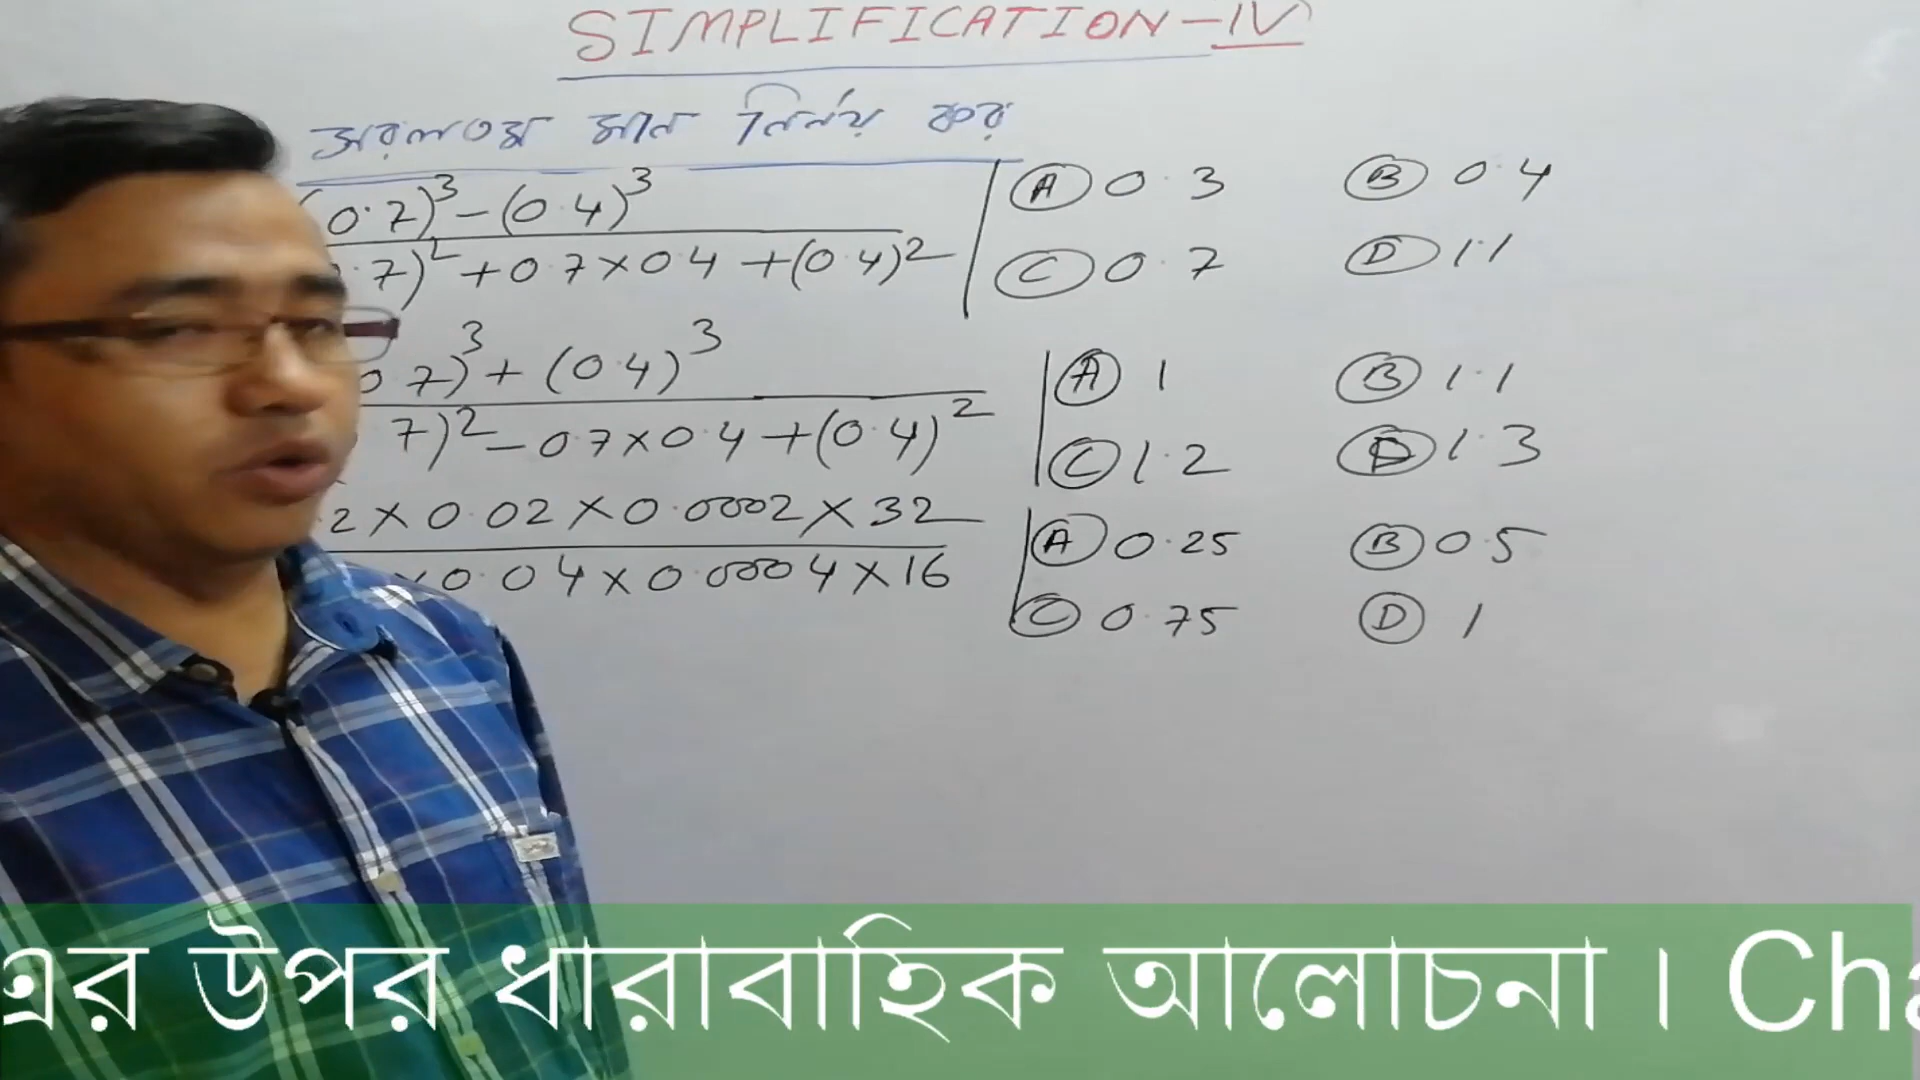 SIMPLIFICATION-IV
সরলতম মান নির্ণয় কর
(0.7)³ - (0.4)³
.7)² + 0.7 × 0.4 + (0.4)²
(A) 0.3 (B) 0.4
(C) 0.7 (D) 1.1
0.7)³ + (0.4)³
7)² - 0.7 × 0.4 + (0.4)²
(A) 1 (B) 1.1
(C) 1.2 (D) 1.3
.2 × 0.02 × 0.0002 × 32
× 0.04 × 0.0004 × 16
(A) 0.25 (B) 0.5
(C) 0.75 (D) 1
এর উপর ধারাবাহিক আলোচনা । Cha